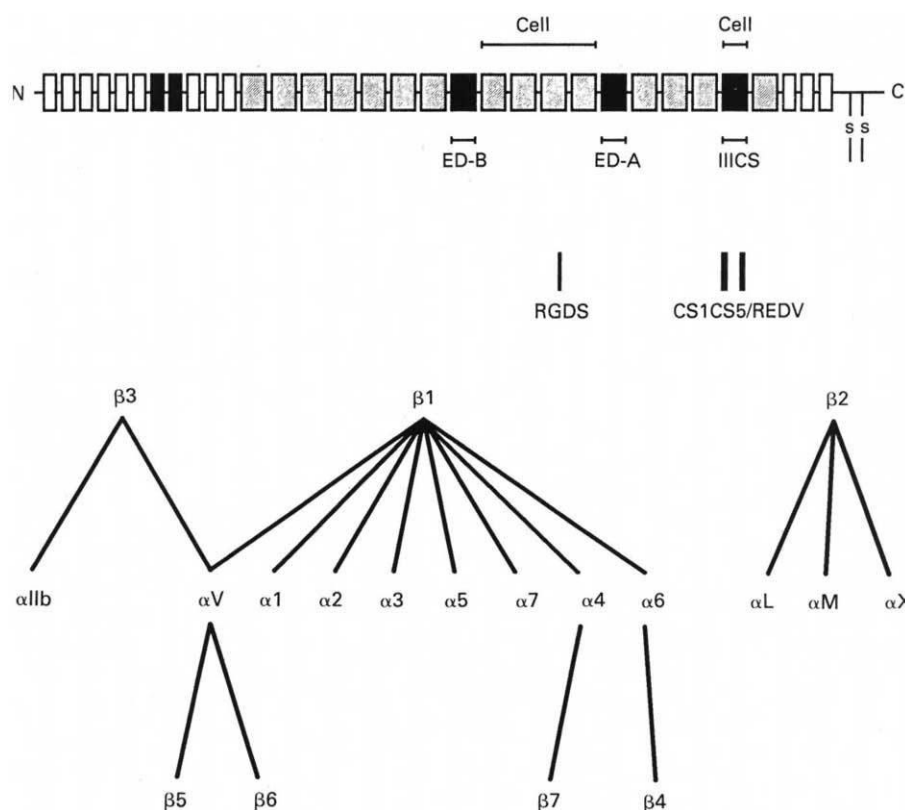 Cell Cell
N C
S S
ED-B ED-A IIICS
RGDS CS1CS5/REDV
β3 β1 β2
αIIb αV α1 α2 α3 α5 α7 α4 α6 αL αM αX
β5 β6 β7 β4